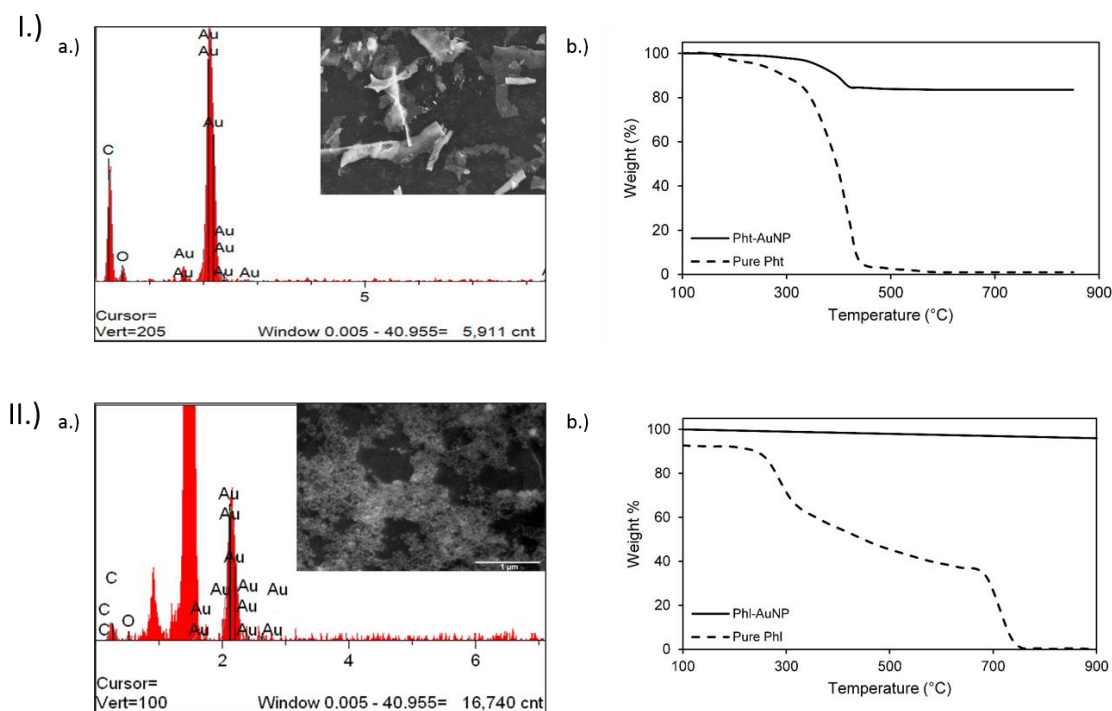 I.)
a.)
Au
Au
Au
C
Au
Au
O
Au
Au
Au
Au
5
Cursor=
Vert=205 Window 0.005 - 40.955= 5,911 cnt
b.)
100
80
60
40
20
0
Weight (%)
Pht-AuNP
Pure Pht
100 300 500 700 900
Temperature (°C)
II.)
a.)
Au
Au
Au
C
Au Au Au
C
Au
Au
O
C
Au
Au Au
1 µm
2 4 6
Cursor=
Vert=100 Window 0.005 - 40.955= 16,740 cnt
b.)
100
80
60
40
20
0
Weight %
Phl-AuNP
Pure Phl
100 300 500 700 900
Temperature (°C)